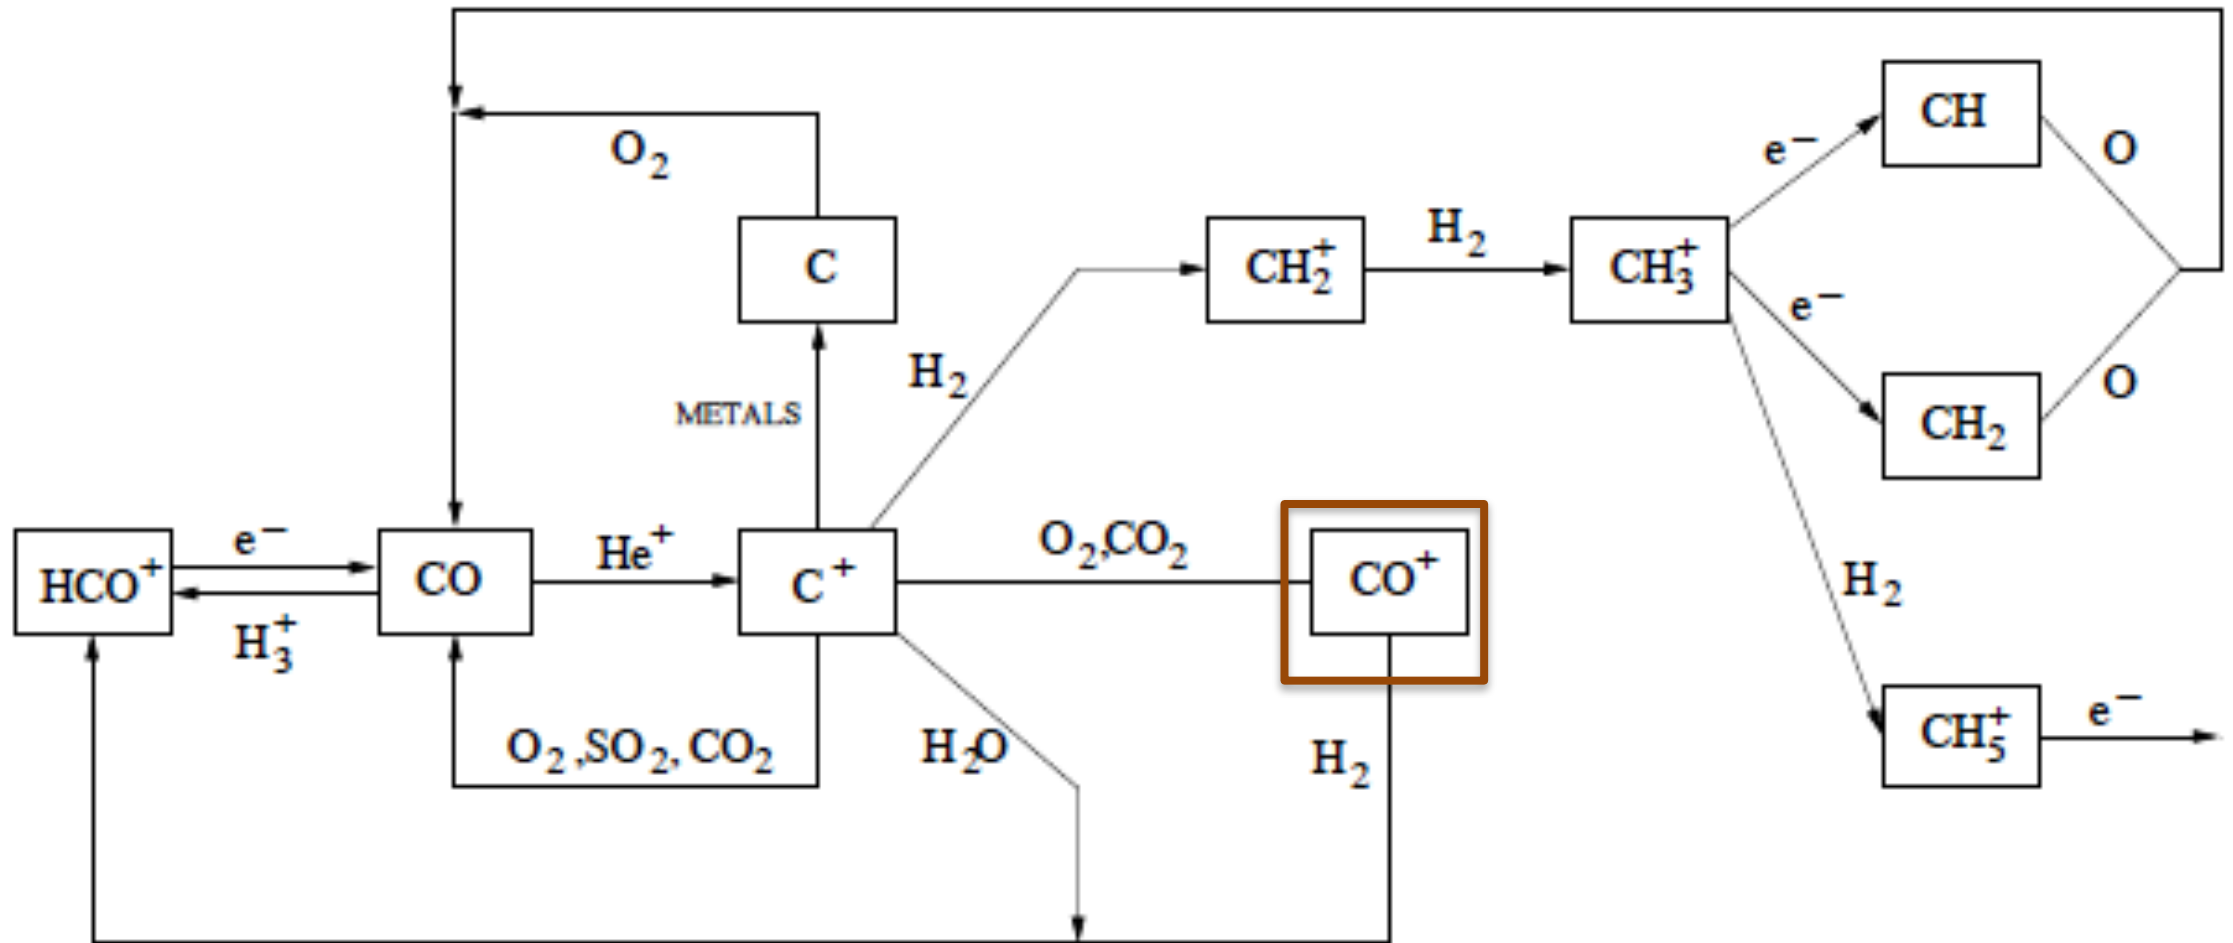 CH
e⁻
O
O₂
H₂
C
CH₂⁺
CH₃⁺
e⁻
H₂
O
METALS
CH₂
e⁻
He⁺
O₂,CO₂
HCO⁺
CO
C⁺
CO⁺
H₂
H₃⁺
O₂,SO₂,CO₂
H₂O
H₂
CH₅⁺
e⁻